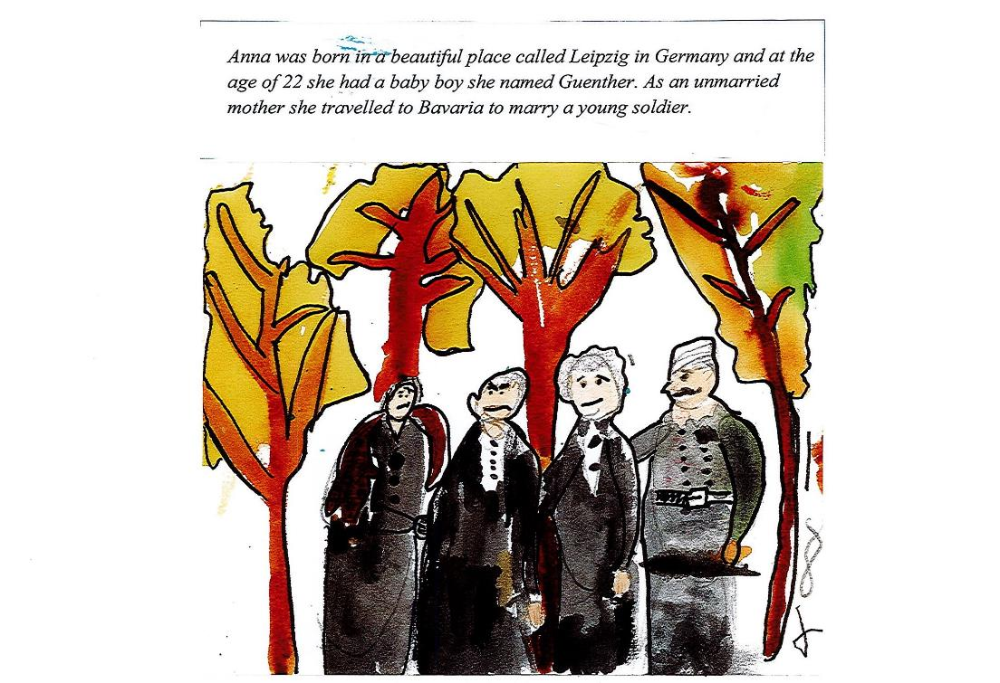 Anna was born in a beautiful place called Leipzig in Germany and at the
age of 22 she had a baby boy she named Guenther. As an unmarried
mother she travelled to Bavaria to marry a young soldier.